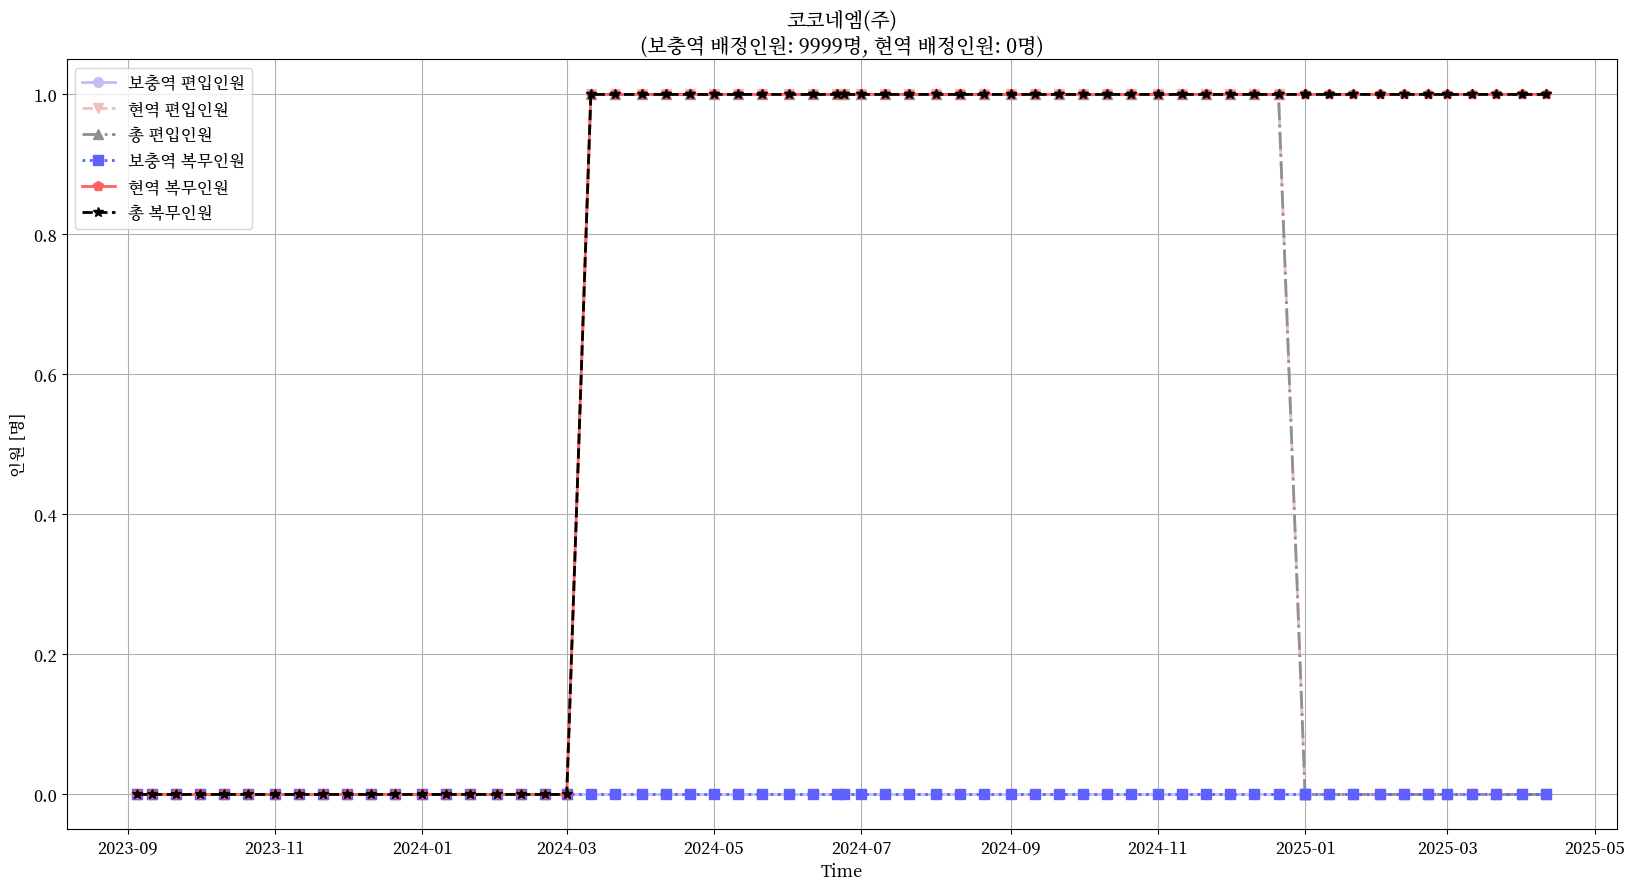 코코네엠(주)
(보충역 배정인원: 9999명, 현역 배정인원: 0명)
보충역 편입인원
현역 편입인원
총 편입인원
보충역 복무인원
현역 복무인원
총 복무인원
1.0
0.8
0.6
0.4
0.2
0.0
인원 [명]
2023-09 2023-11 2024-01 2024-03 2024-05 2024-07 2024-09 2024-11 2025-01 2025-03 2025-05
Time